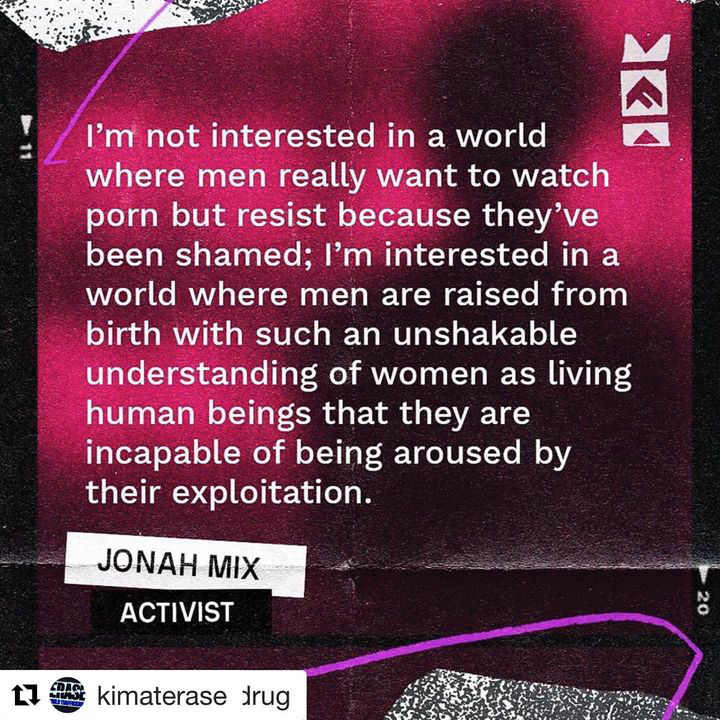 I’m not interested in a world
where men really want to watch
porn but resist because they’ve
been shamed; I’m interested in a
world where men are raised from
birth with such an unshakable
understanding of women as living
human beings that they are
incapable of being aroused by
their exploitation.
JONAH MIX
ACTIVIST
11
20
ERASE
kimaterase drug